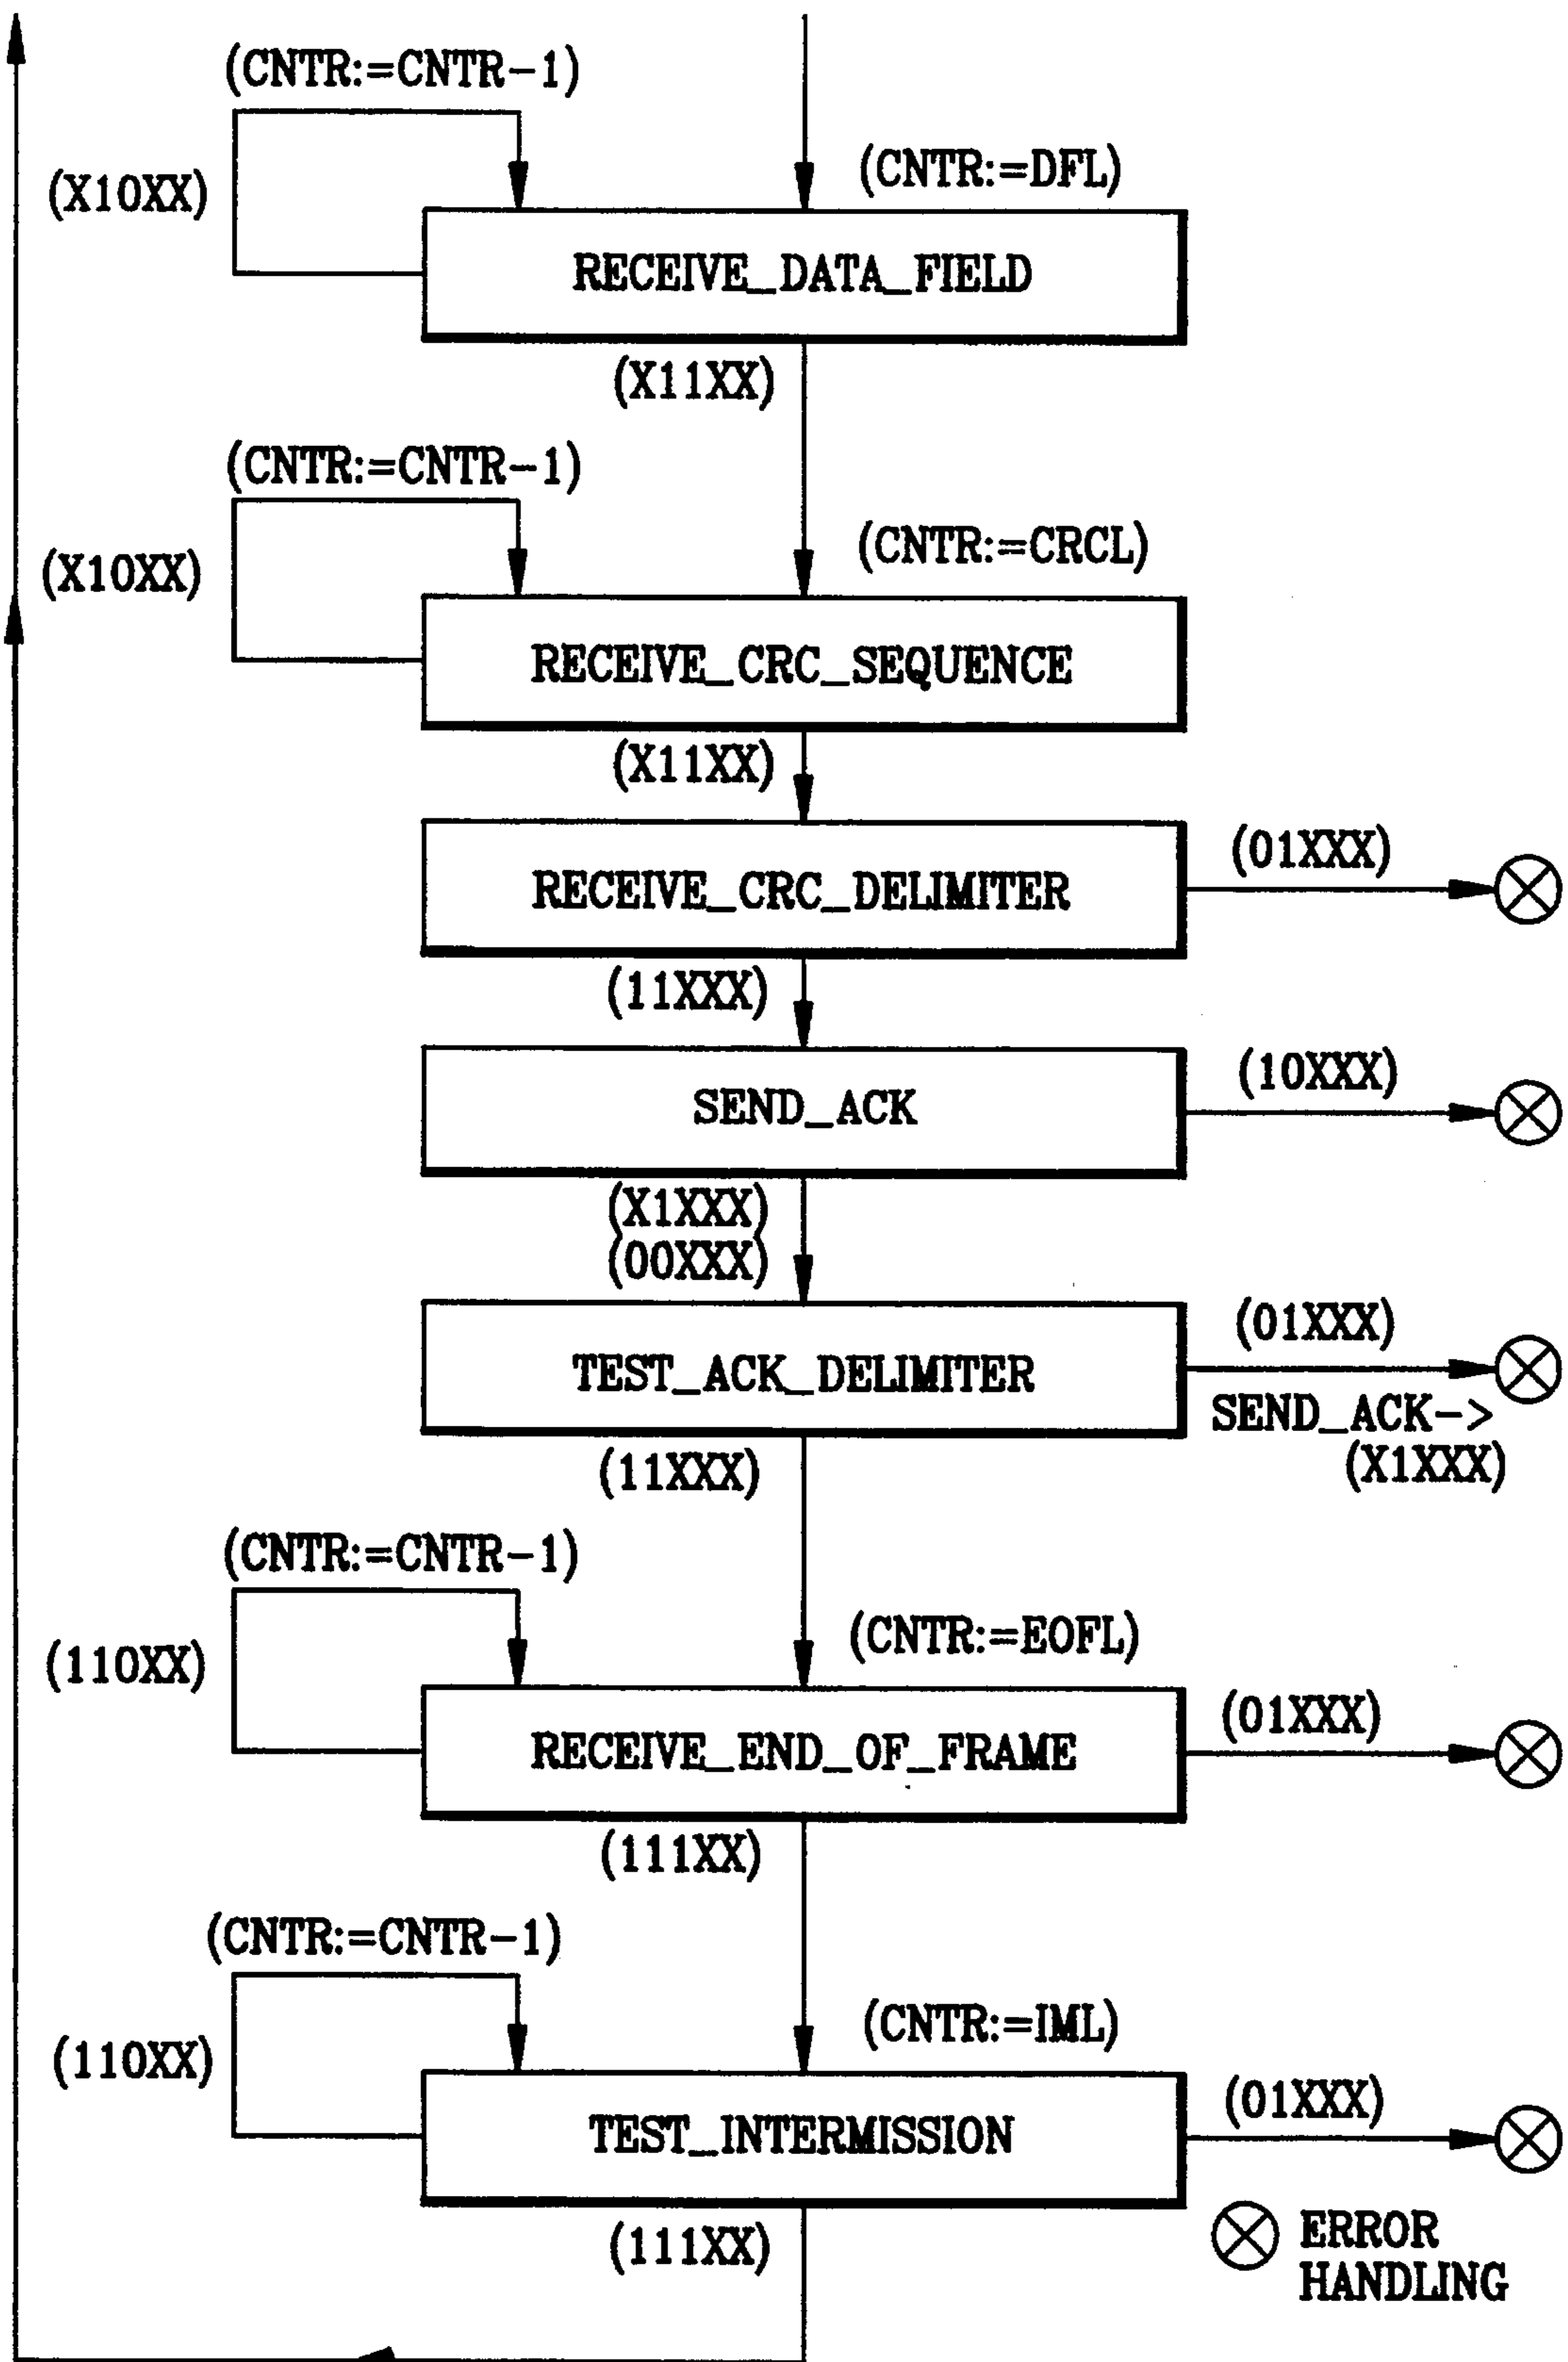 (CNTR:=CNTR-1)
(X10XX)
(CNTR:=DFL)
RECEIVE_DATA_FIELD
(X11XX)
(CNTR:=CNTR-1)
(X10XX)
(CNTR:=CRCL)
RECEIVE_CRC_SEQUENCE
(X11XX)
RECEIVE_CRC_DELIMITER
(01XXX)
(11XXX)
SEND_ACK
(10XXX)
(X1XXX)
(00XXX)
TEST_ACK_DELIMITER
(01XXX)
SEND_ACK->
(X1XXX)
(11XXX)
(CNTR:=CNTR-1)
(110XX)
(CNTR:=EOFL)
RECEIVE_END_OF_FRAME
(01XXX)
(111XX)
(CNTR:=CNTR-1)
(110XX)
(CNTR:=IML)
TEST_INTERMISSION
(01XXX)
(111XX)
ERROR
HANDLING